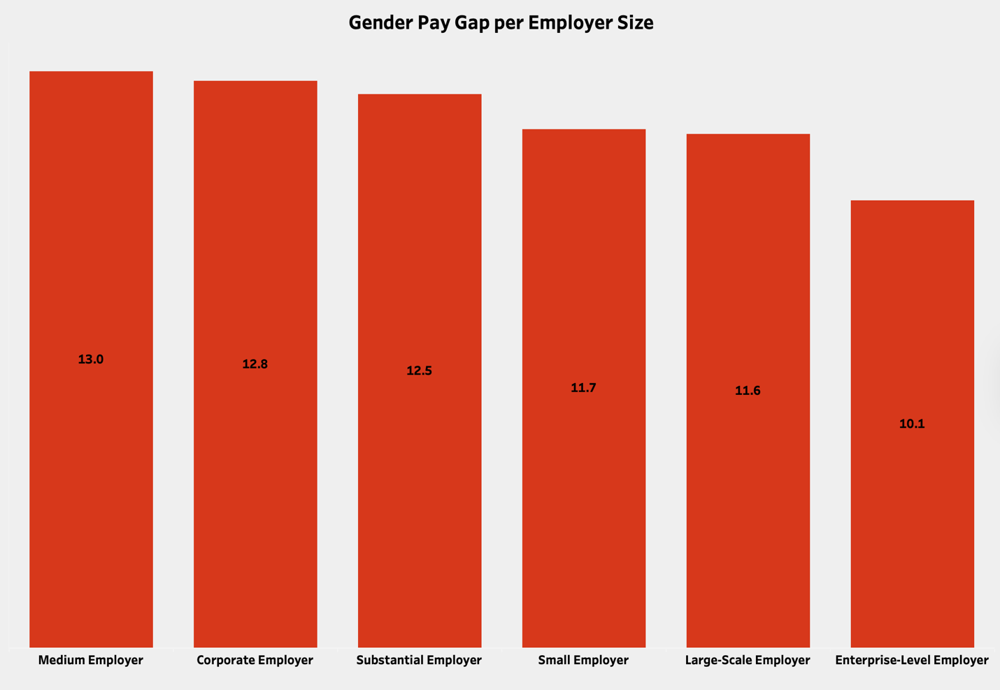 Gender Pay Gap per Employer Size
13.0
12.8
12.5
11.7
11.6
10.1
Medium Employer
Corporate Employer
Substantial Employer
Small Employer
Large-Scale Employer
Enterprise-Level Employer